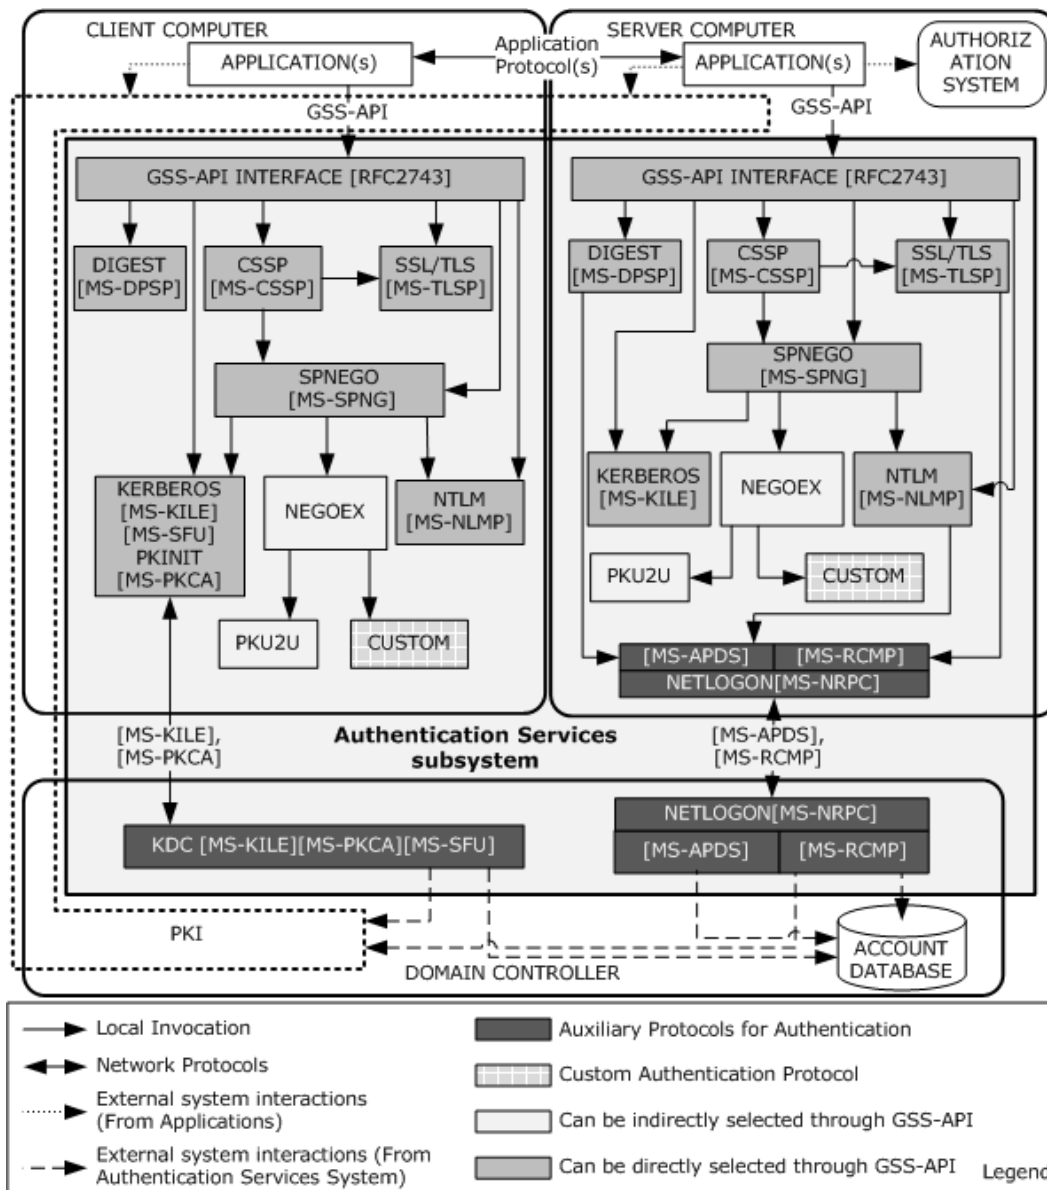 CLIENT COMPUTER
APPLICATION(s)
Application
Protocol(s)
SERVER COMPUTER
APPLICATION(s)
AUTHORIZ
ATION
SYSTEM
GSS-API
GSS-API
GSS-API INTERFACE [RFC2743]
GSS-API INTERFACE [RFC2743]
DIGEST
[MS-DPSP]
CSSP
[MS-CSSP]
SSL/TLS
[MS-TLSP]
DIGEST
[MS-DPSP]
CSSP
[MS-CSSP]
SSL/TLS
[MS-TLSP]
SPNEGO
[MS-SPNG]
SPNEGO
[MS-SPNG]
KERBEROS
[MS-KILE]
[MS-SFU]
PKINIT
[MS-PKCA]
NEGOEX
NTLM
[MS-NLMP]
KERBEROS
[MS-KILE]
NEGOEX
NTLM
[MS-NLMP]
PKU2U
CUSTOM
PKU2U
CUSTOM
[MS-APDS]
[MS-RCMP]
NETLOGON[MS-NRPC]
[MS-KILE],
[MS-PKCA]
Authentication Services
subsystem
[MS-APDS],
[MS-RCMP]
KDC [MS-KILE][MS-PKCA][MS-SFU]
NETLOGON[MS-NRPC]
[MS-APDS]
[MS-RCMP]
PKI
DOMAIN CONTROLLER
ACCOUNT
DATABASE
Local Invocation
Network Protocols
External system interactions
(From Applications)
External system interactions (From
Authentication Services System)
Auxiliary Protocols for Authentication
Custom Authentication Protocol
Can be indirectly selected through GSS-API
Can be directly selected through GSS-API
Legend